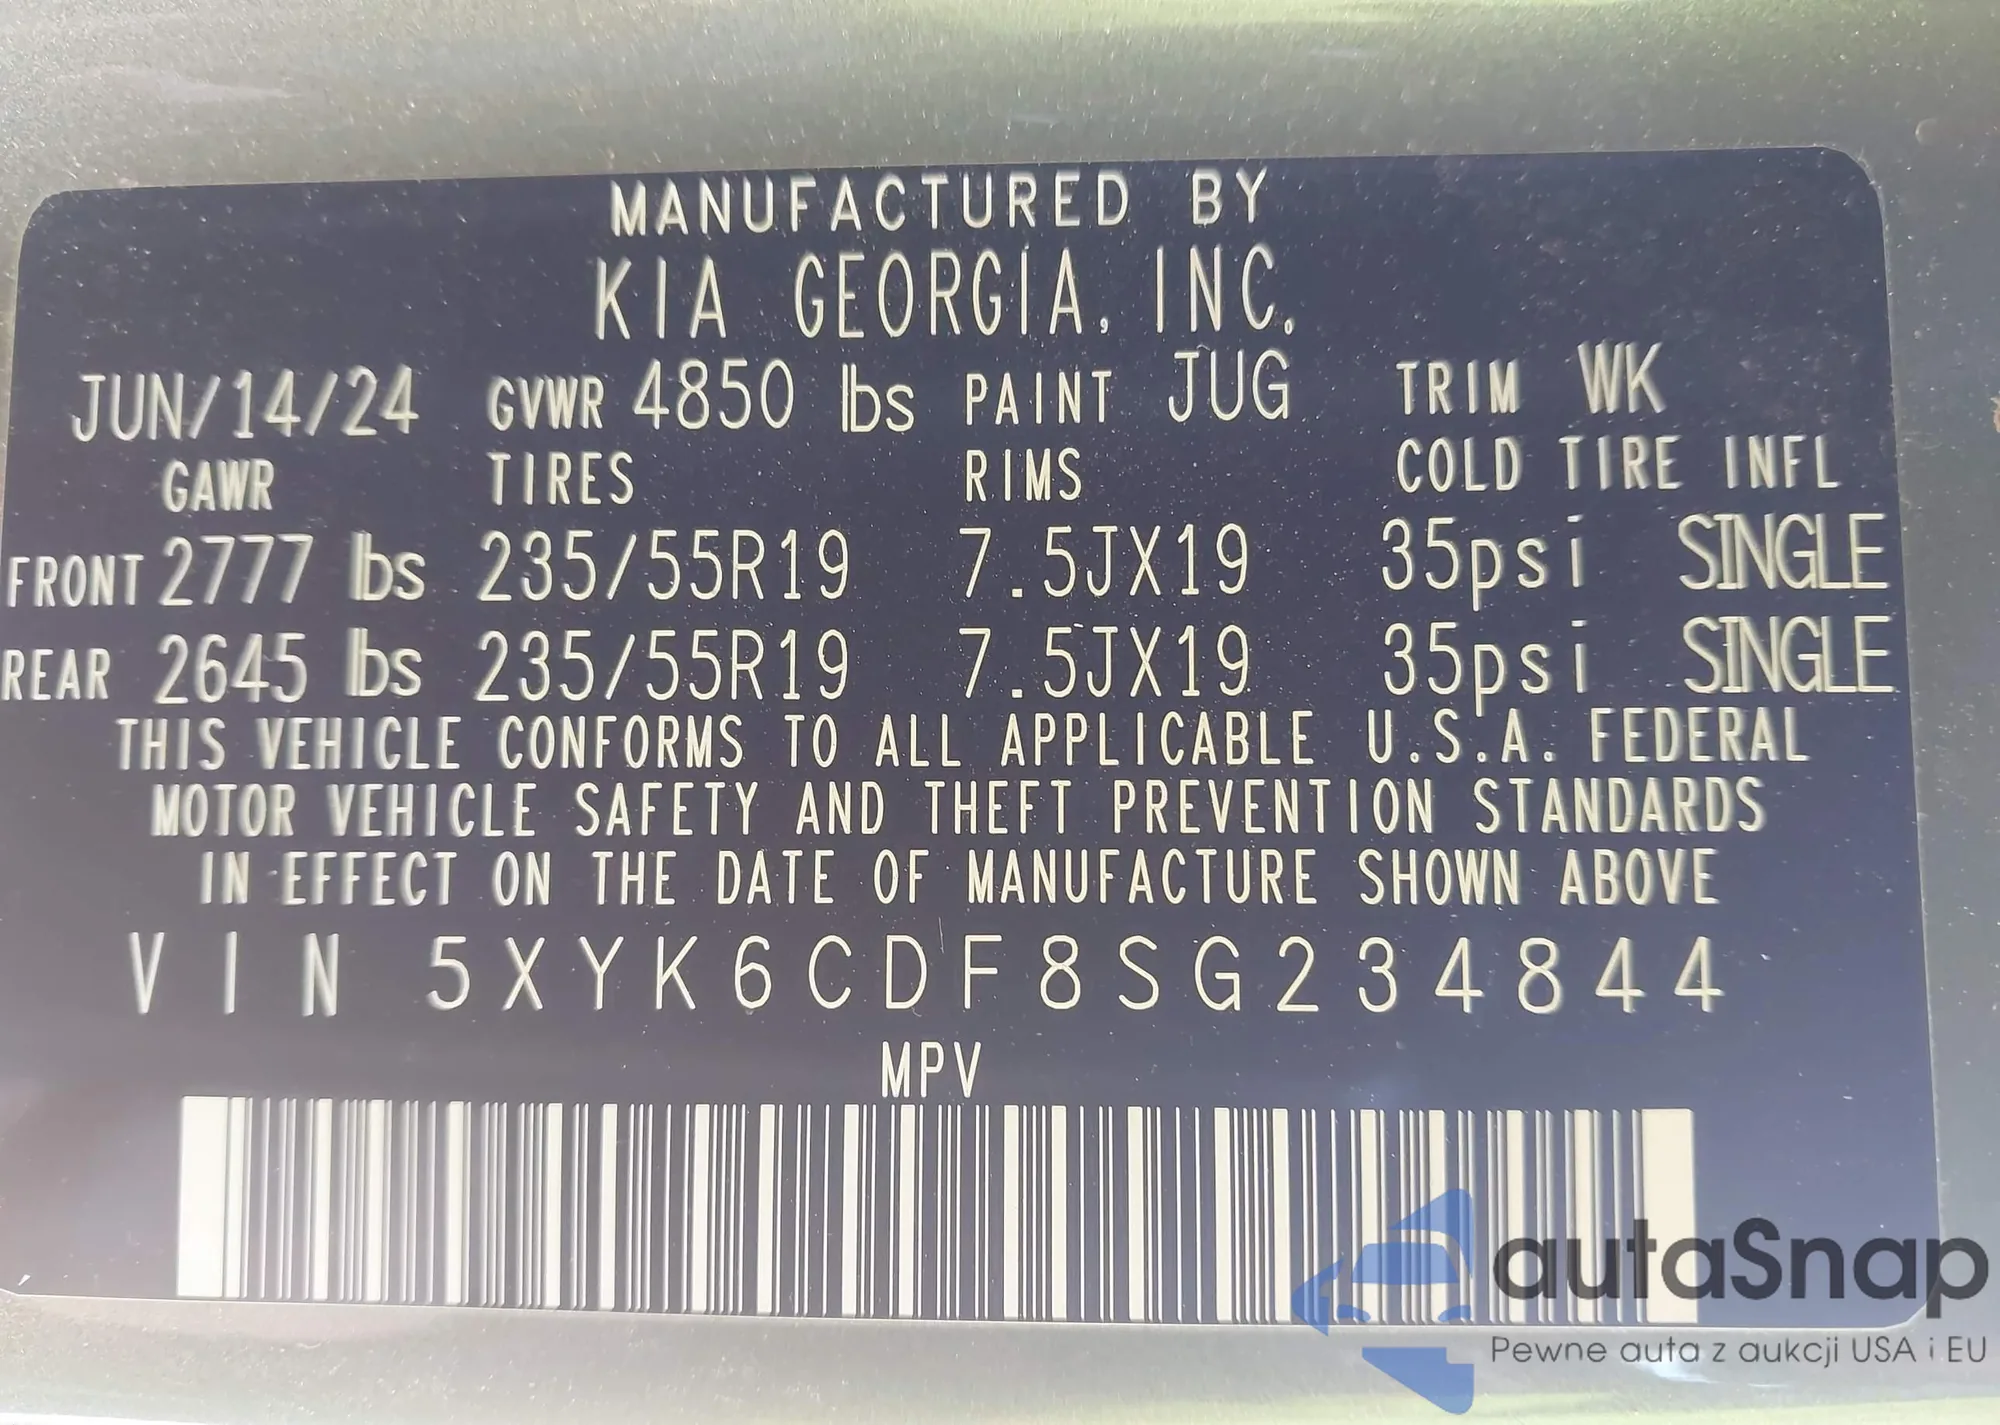 MANUFACTURED BY
KIA GEORGIA, INC.
JUN/14/24 GVWR 4850 lbs PAINT JUG TRIM WK
GAWR TIRES RIMS COLD TIRE INFL
FRONT 2777 lbs 235/55R19 7.5JX19 35psi SINGLE
REAR 2645 lbs 235/55R19 7.5JX19 35psi SINGLE
THIS VEHICLE CONFORMS TO ALL APPLICABLE U.S.A. FEDERAL
MOTOR VEHICLE SAFETY AND THEFT PREVENTION STANDARDS
IN EFFECT ON THE DATE OF MANUFACTURE SHOWN ABOVE
VIN 5XYK6CDF8SG234844
MPV
autaSnap
Pewne auta z aukcji USA i EU